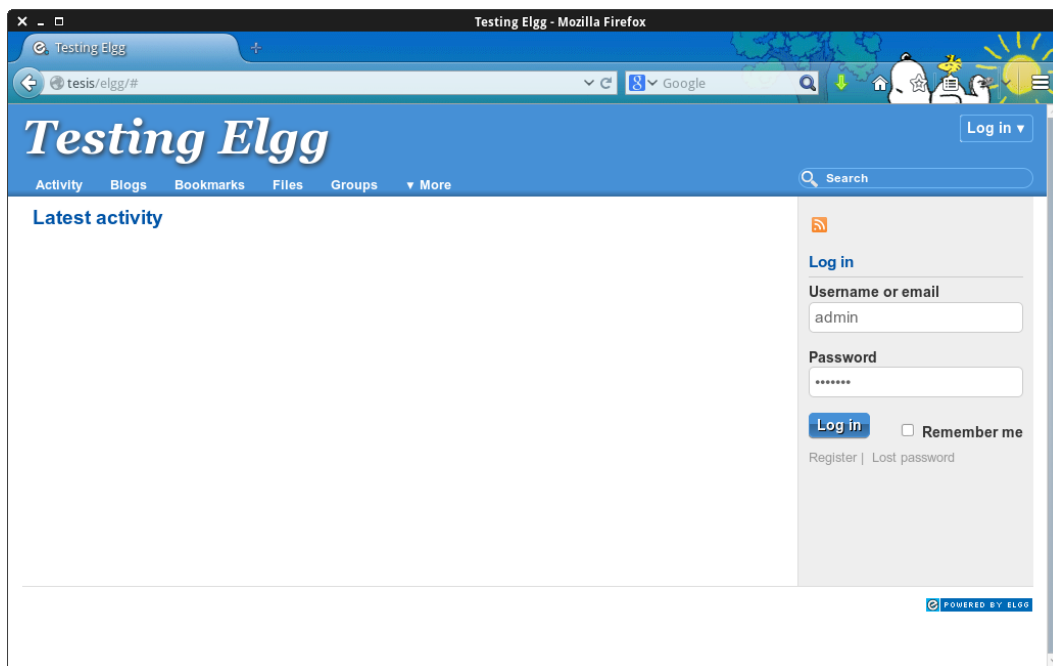 Testing Elgg - Mozilla Firefox
Testing Elgg
tesis/elgg/#
Google
Testing Elgg
Log in ▾
Activity Blogs Bookmarks Files Groups ▾ More
Search
Latest activity
Log in
Username or email
admin
Password
•••••••
Log in Remember me
Register | Lost password
POWERED BY ELGG